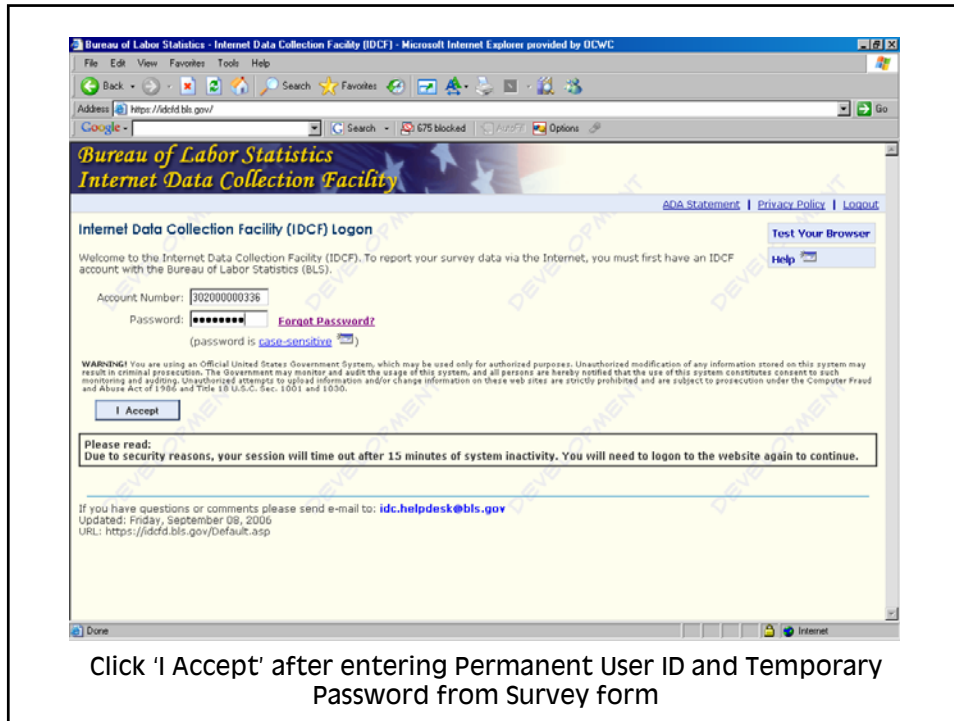 Bureau of Labor Statistics - Internet Data Collection Facility (IDCF) - Microsoft Internet Explorer provided by OCWC
File Edit View Favorites Tools Help
Back Search Favorites
Address https://idcfd.bls.gov/ Go
Google - Search 675 blocked AutoFill Options
Bureau of Labor Statistics
Internet Data Collection Facility
ADA Statement | Privacy Policy | Logout
Internet Data Collection Facility (IDCF) Logon
Test Your Browser
Help
Welcome to the Internet Data Collection Facility (IDCF). To report your survey data via the Internet, you must first have an IDCF
account with the Bureau of Labor Statistics (BLS).
Account Number: 302000000336
Password: ●●●●●●●● Forgot Password?
(password is case-sensitive )
WARNING! You are using an Official United States Government System, which may be used only for authorized purposes. Unauthorized modification of any information stored on this system may
result in criminal prosecution. The Government may monitor and audit the usage of this system, and all persons are hereby notified that the use of this system constitutes consent to such
monitoring and auditing. Unauthorized attempts to upload information and/or change information on these web sites are strictly prohibited and are subject to prosecution under the Computer Fraud
and Abuse Act of 1986 and Title 18 U.S.C. Sec. 1001 and 1030.
I Accept
Please read:
Due to security reasons, your session will time out after 15 minutes of system inactivity. You will need to logon to the website again to continue.
If you have questions or comments please send e-mail to: idc.helpdesk@bls.gov
Updated: Friday, September 08, 2006
URL: https://idcfd.bls.gov/Default.asp
DEVELOPMENT
Done Internet
Click 'I Accept' after entering Permanent User ID and Temporary
Password from Survey form